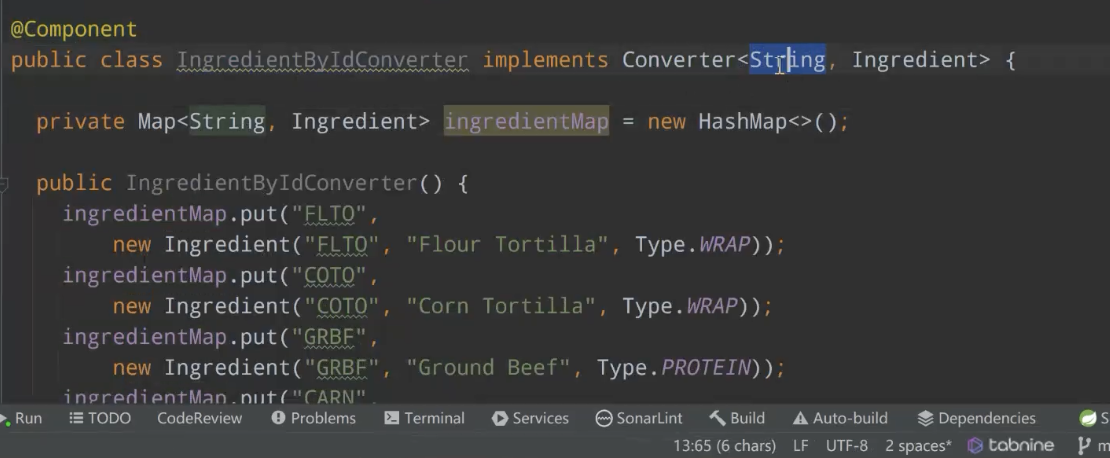 @Component
public class IngredientByIdConverter implements Converter<String, Ingredient> {
private Map<String, Ingredient> ingredientMap = new HashMap<>();
public IngredientByIdConverter() {
ingredientMap.put("FLTO",
new Ingredient("FLTO", "Flour Tortilla", Type.WRAP));
ingredientMap.put("COTO",
new Ingredient("COTO", "Corn Tortilla", Type.WRAP));
ingredientMap.put("GRBF",
new Ingredient("GRBF", "Ground Beef", Type.PROTEIN));
ingredientMap.put("CARN",
Run TODO CodeReview Problems Terminal Services SonarLint Build Auto-build Dependencies S
13:65 (6 chars) LF UTF-8 2 spaces* tabnine m